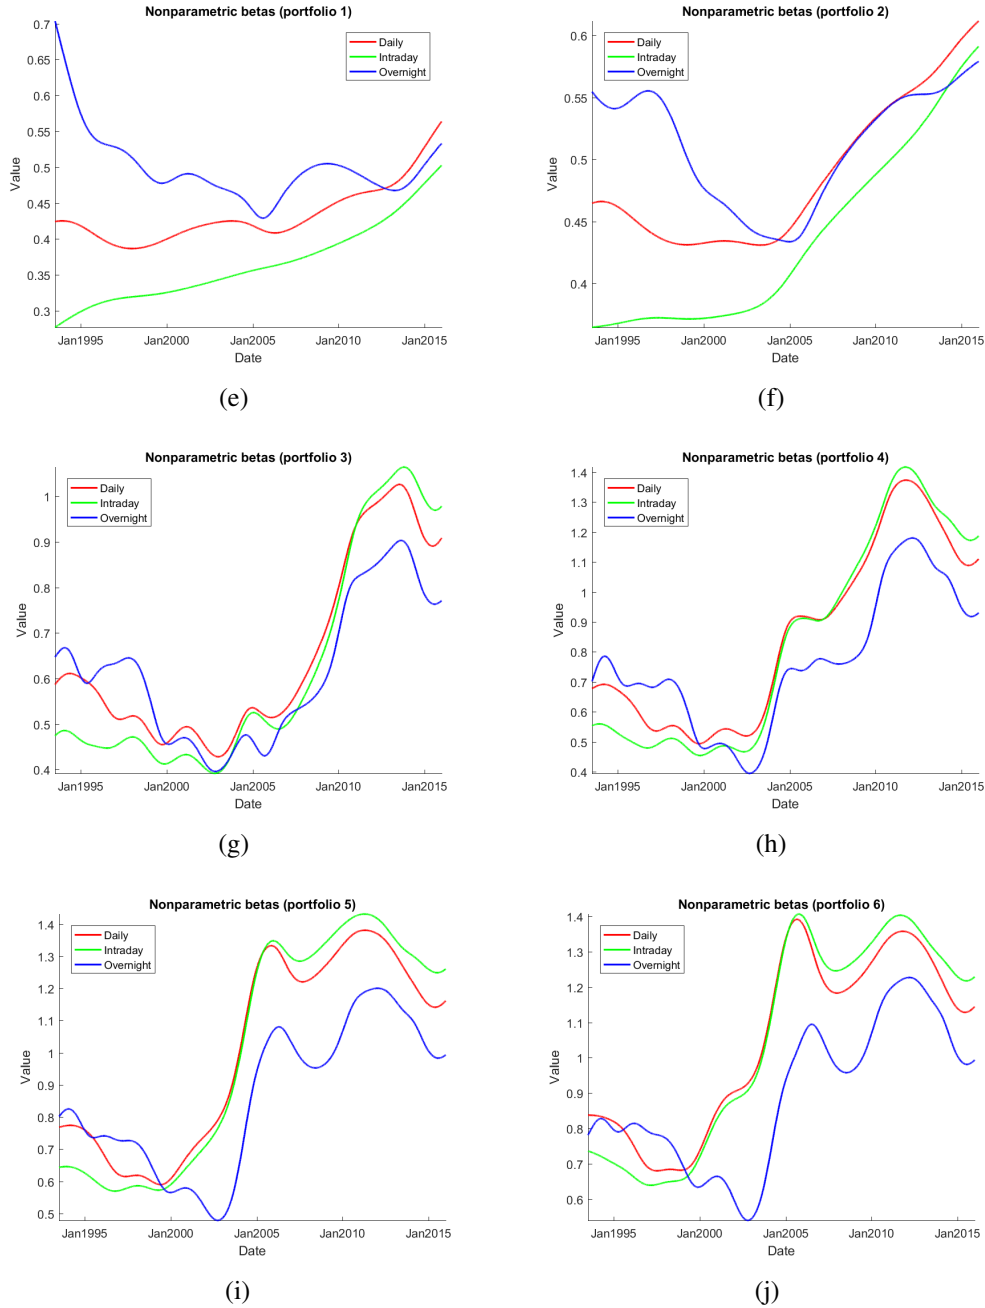 Nonparametric betas (portfolio 1)
0.7
0.65
0.6
0.55
0.5
0.45
0.4
0.35
0.3
Value
Daily
Intraday
Overnight
Jan1995 Jan2000 Jan2005 Jan2010 Jan2015
Date
(e)
Nonparametric betas (portfolio 2)
0.6
0.55
0.5
0.45
0.4
Value
Daily
Intraday
Overnight
Jan1995 Jan2000 Jan2005 Jan2010 Jan2015
Date
(f)
Nonparametric betas (portfolio 3)
1
0.9
0.8
0.7
0.6
0.5
0.4
Value
Daily
Intraday
Overnight
Jan1995 Jan2000 Jan2005 Jan2010 Jan2015
Date
(g)
Nonparametric betas (portfolio 4)
1.4
1.3
1.2
1.1
1
0.9
0.8
0.7
0.6
0.5
0.4
Value
Daily
Intraday
Overnight
Jan1995 Jan2000 Jan2005 Jan2010 Jan2015
Date
(h)
Nonparametric betas (portfolio 5)
1.4
1.3
1.2
1.1
1
0.9
0.8
0.7
0.6
0.5
Value
Daily
Intraday
Overnight
Jan1995 Jan2000 Jan2005 Jan2010 Jan2015
Date
(i)
Nonparametric betas (portfolio 6)
1.4
1.3
1.2
1.1
1
0.9
0.8
0.7
0.6
Value
Daily
Intraday
Overnight
Jan1995 Jan2000 Jan2005 Jan2010 Jan2015
Date
(j)